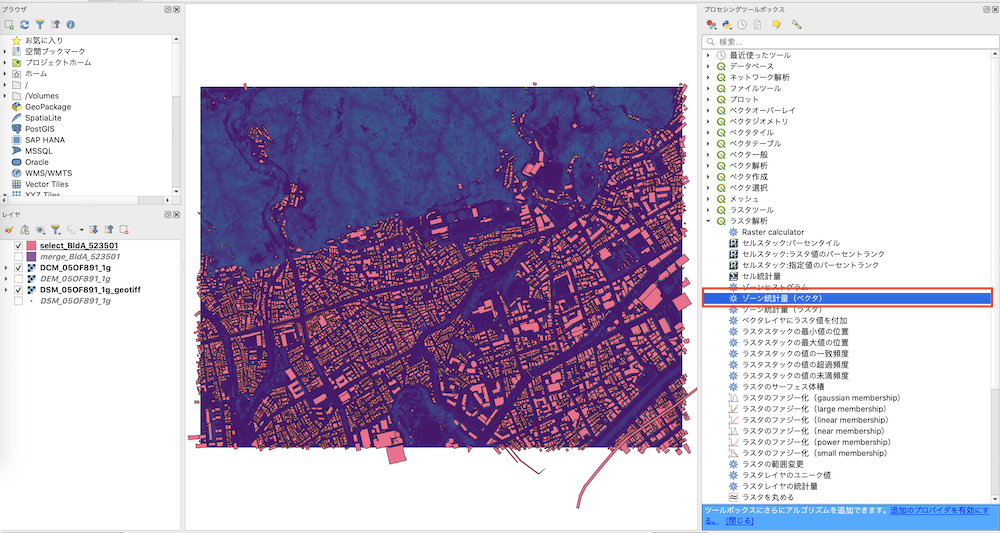 ブラウザ
お気に入り
空間ブックマーク
プロジェクトホーム
ホーム
/
/Volumes
GeoPackage
SpatiaLite
PostGIS
SAP HANA
MSSQL
Oracle
WMS/WMTS
Vector Tiles
XYZ Tiles
レイヤ
select_BldA_523501
merge_BldA_523501
DCM_05OF891_1g
DEM_05OF891_1g
DSM_05OF891_1g_geotiff
DSM_05OF891_1g
プロセシングツールボックス
検索...
最近使ったツール
データベース
ネットワーク解析
ファイルツール
プロット
ベクタオーバーレイ
ベクタジオメトリ
ベクタタイル
ベクタテーブル
ベクタ一般
ベクタ解析
ベクタ作成
ベクタ選択
メッシュ
ラスタツール
ラスタ解析
Raster calculator
セルスタック:パーセンタイル
セルスタック:ラスタ値のパーセントランク
セルスタック:指定値のパーセントランク
セル統計量
ゾーンヒストグラム
ゾーン統計量（ベクタ）
ゾーン統計量（ラスタ）
ベクタレイヤにラスタ値を付加
ラスタスタックの最小値の位置
ラスタスタックの最大値の位置
ラスタスタックの値の一致頻度
ラスタスタックの値の超過頻度
ラスタスタックの値の未満頻度
ラスタのサーフェス体積
ラスタのファジー化（gaussian membership）
ラスタのファジー化（large membership）
ラスタのファジー化（linear membership）
ラスタのファジー化（near membership）
ラスタのファジー化（power membership）
ラスタのファジー化（small membership）
ラスタの範囲変更
ラスタレイヤのユニーク値
ラスタレイヤの統計量
ラスタを丸める
ツールボックスにさらにアルゴリズムを追加できます。追加のプロバイダを有効にす
る。 [閉じる]